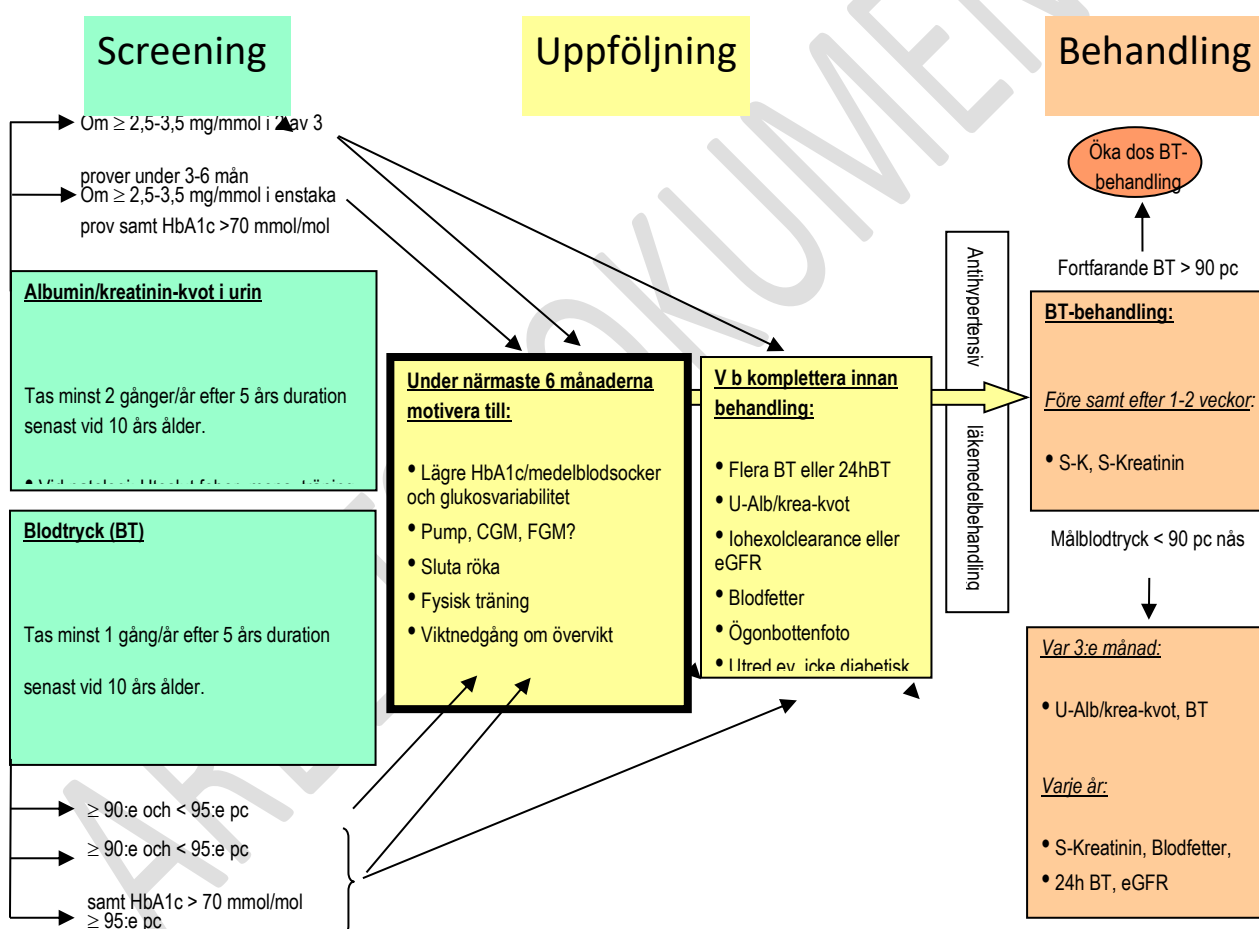 Screening
Uppföljning
Behandling
Om ≥ 2,5-3,5 mg/mmol i 2 av 3
prover under 3-6 mån
Om ≥ 2,5-3,5 mg/mmol i enstaka
prov samt HbA1c >70 mmol/mol
Albumin/kreatinin-kvot i urin
Tas minst 2 gånger/år efter 5 års duration
senast vid 10 års ålder.
Blodtryck (BT)
Tas minst 1 gång/år efter 5 års duration
senast vid 10 års ålder.
≥ 90:e och < 95:e pc
≥ 90:e och < 95:e pc
samt HbA1c > 70 mmol/mol
≥ 95:e pc
Under närmaste 6 månaderna
motivera till:
• Lägre HbA1c/medelblodsocker
och glukosvariabilitet
• Pump, CGM, FGM?
• Sluta röka
• Fysisk träning
• Viktnedgång om övervikt
V b komplettera innan
behandling:
• Flera BT eller 24hBT
• U-Alb/krea-kvot
• Iohexolclearance eller
eGFR
• Blodfetter
• Ögonbottenfoto
• Utred ev. icke diabetisk
Antihypertensiv
läkemedelbehandling
Öka dos BT-
behandling
Fortfarande BT > 90 pc
BT-behandling:
Före samt efter 1-2 veckor:
• S-K, S-Kreatinin
Målblodtryck < 90 pc nås
Var 3:e månad:
• U-Alb/krea-kvot, BT
Varje år:
• S-Kreatinin, Blodfetter,
• 24h BT, eGFR